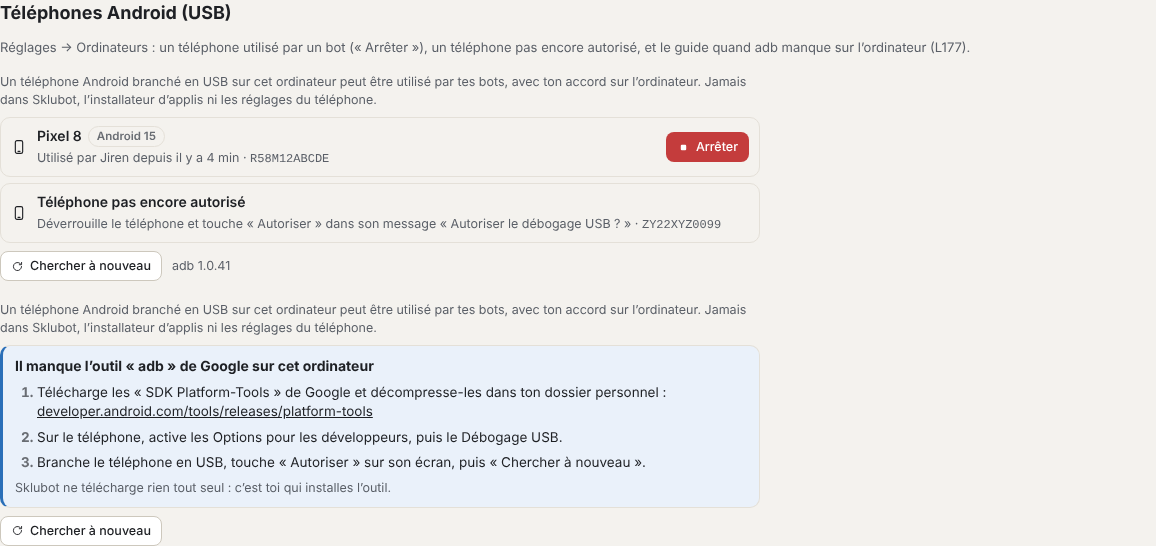 Téléphones Android (USB)
Réglages → Ordinateurs : un téléphone utilisé par un bot (« Arrêter »), un téléphone pas encore autorisé, et le guide quand adb manque sur l’ordinateur (L177).
Un téléphone Android branché en USB sur cet ordinateur peut être utilisé par tes bots, avec ton accord sur l’ordinateur. Jamais
dans Sklubot, l’installateur d’applis ni les réglages du téléphone.
Pixel 8 Android 15
Utilisé par Jiren depuis il y a 4 min · R58M12ABCDE
Arrêter
Téléphone pas encore autorisé
Déverrouille le téléphone et touche « Autoriser » dans son message « Autoriser le débogage USB ? » · ZY22XYZ0099
Chercher à nouveau adb 1.0.41
Un téléphone Android branché en USB sur cet ordinateur peut être utilisé par tes bots, avec ton accord sur l’ordinateur. Jamais
dans Sklubot, l’installateur d’applis ni les réglages du téléphone.
Il manque l’outil « adb » de Google sur cet ordinateur
1. Télécharge les « SDK Platform-Tools » de Google et décompresse-les dans ton dossier personnel :
developer.android.com/tools/releases/platform-tools
2. Sur le téléphone, active les Options pour les développeurs, puis le Débogage USB.
3. Branche le téléphone en USB, touche « Autoriser » sur son écran, puis « Chercher à nouveau ».
Sklubot ne télécharge rien tout seul : c’est toi qui installes l’outil.
Chercher à nouveau